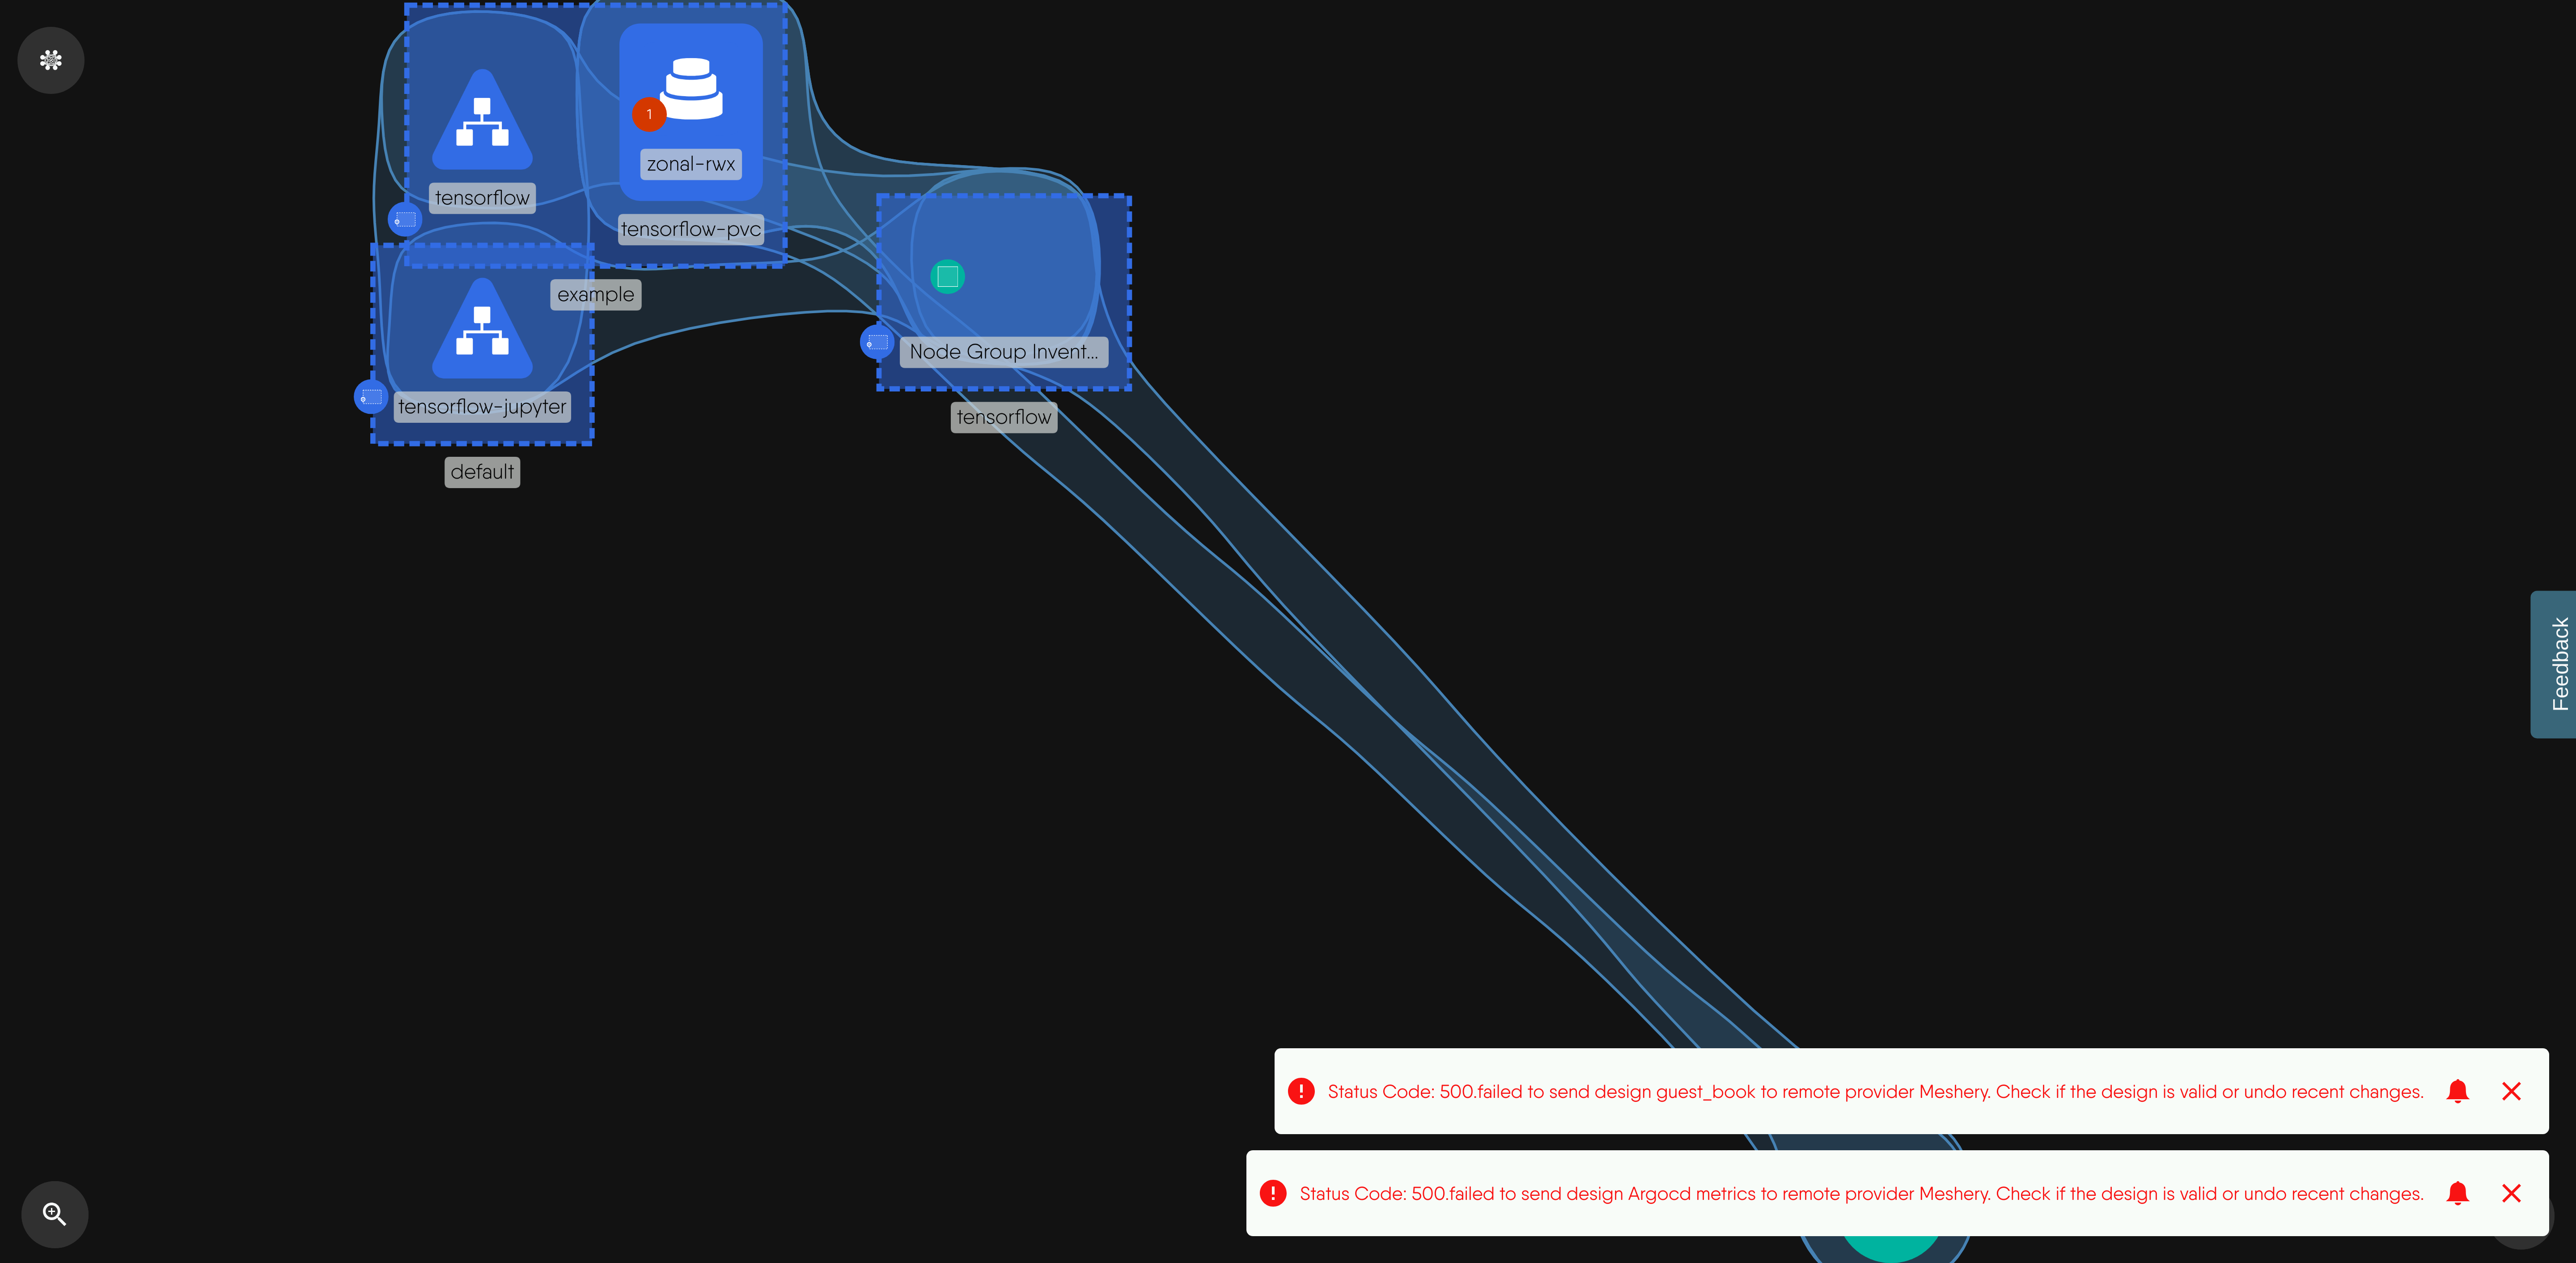 tensorflow
1
zonal-rwx
tensorflow-pvc
example
tensorflow-jupyter
default
Node Group Invent...
tensorflow
Feedback
Status Code: 500.failed to send design guest_book to remote provider Meshery. Check if the design is valid or undo recent changes.
Status Code: 500.failed to send design Argocd metrics to remote provider Meshery. Check if the design is valid or undo recent changes.